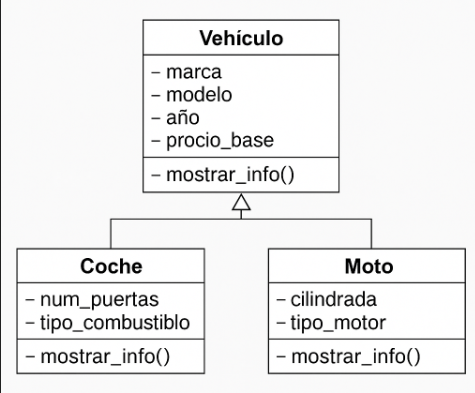 Vehículo
– marca
– modelo
– año
– procio_base
– mostrar_info()
Coche
– num_puertas
– tipo_combustiblo
– mostrar_info()
Moto
– cilindrada
– tipo_motor
– mostrar_info()